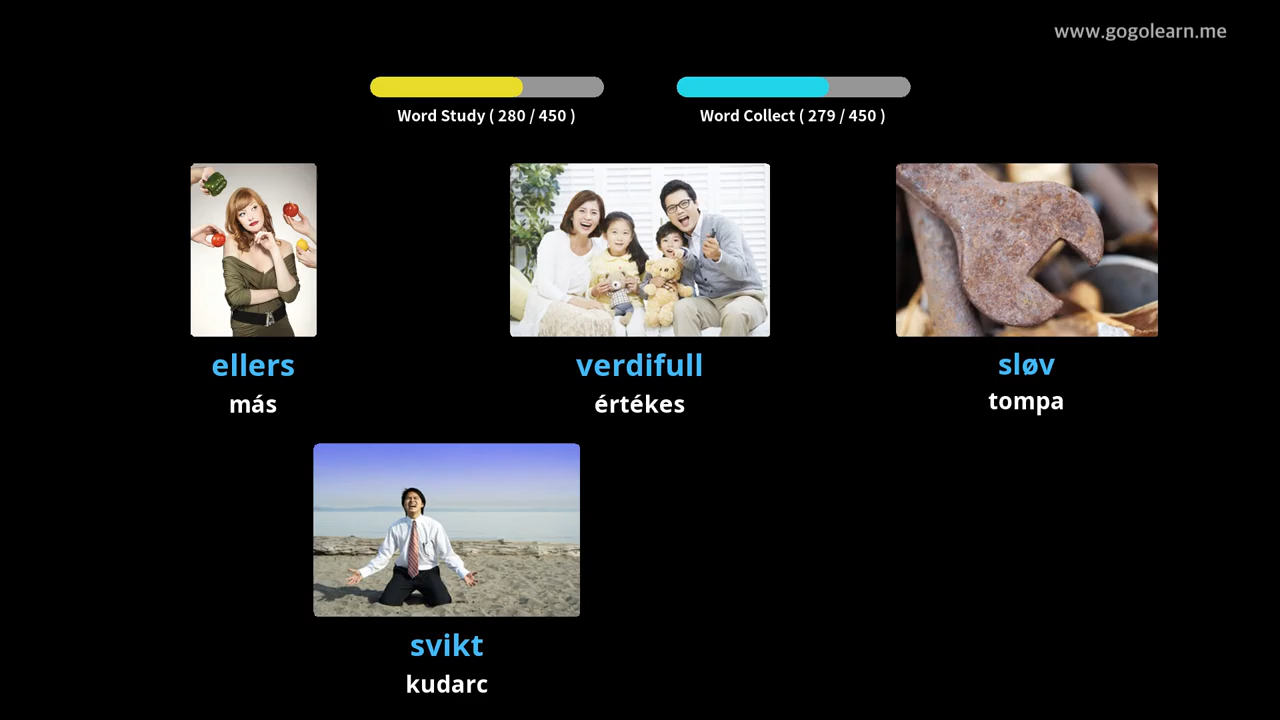 www.gogolearn.me
Word Study ( 280 / 450 )
Word Collect ( 279 / 450 )
ellers
más
verdifull
értékes
sløv
tompa
svikt
kudarc